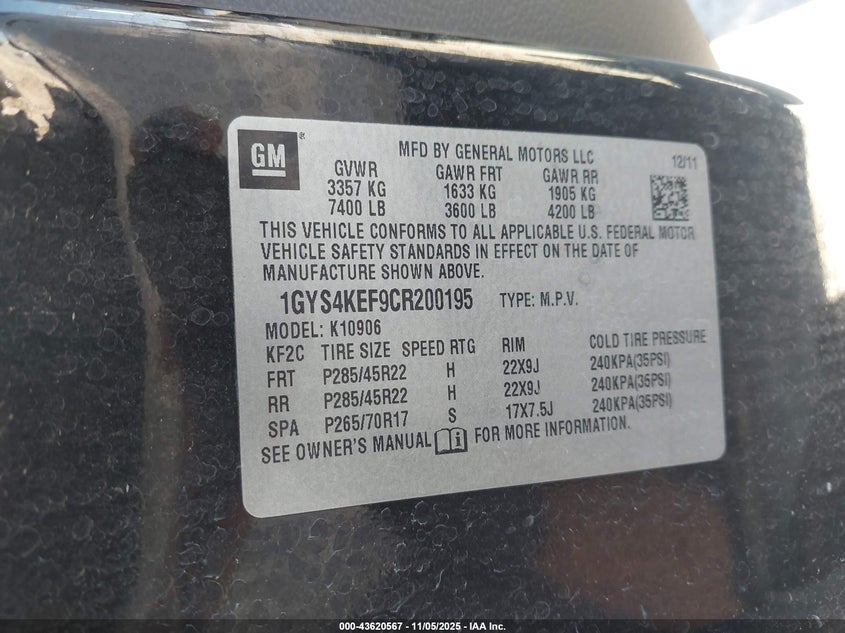 GM ®
MFD BY GENERAL MOTORS LLC 12/11
GVWR GAWR FRT GAWR RR
3357 KG 1633 KG 1905 KG
7400 LB 3600 LB 4200 LB
THIS VEHICLE CONFORMS TO ALL APPLICABLE U.S. FEDERAL MOTOR
VEHICLE SAFETY STANDARDS IN EFFECT ON THE DATE OF
MANUFACTURE SHOWN ABOVE.
1GYS4KEF9CR200195 TYPE: M.P.V.
MODEL: K10906
KF2C TIRE SIZE SPEED RTG RIM COLD TIRE PRESSURE
FRT P285/45R22 H 22X9J 240KPA(35PSI)
RR P285/45R22 H 22X9J 240KPA(35PSI)
SPA P265/70R17 S 17X7.5J 240KPA(35PSI)
SEE OWNER'S MANUAL FOR MORE INFORMATION.
000-43620567 - 11/05/2025 - IAA Inc.